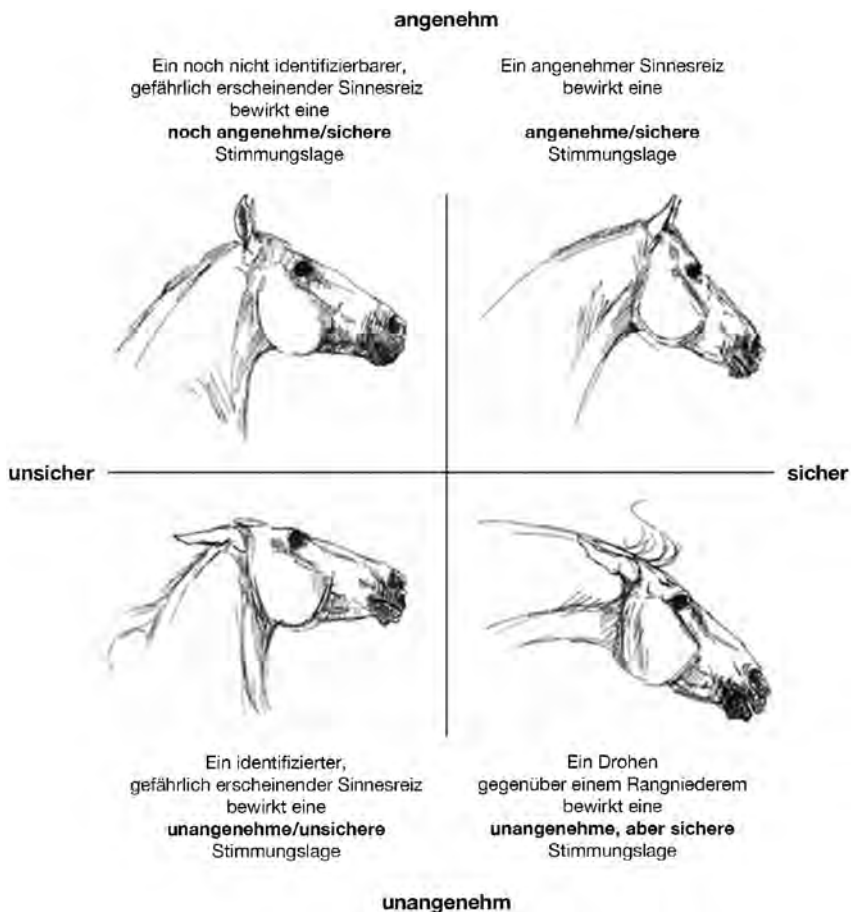 angenehm
Ein noch nicht identifizierbarer,
gefährlich erscheinender Sinnesreiz
bewirkt eine
noch angenehme/sichere
Stimmungslage
Ein angenehmer Sinnesreiz
bewirkt eine
angenehme/sichere
Stimmungslage
unsicher
sicher
Ein identifizierter,
gefährlich erscheinender Sinnesreiz
bewirkt eine
unangenehme/unsichere
Stimmungslage
Ein Drohen
gegenüber einem Rangniederem
bewirkt eine
unangenehme, aber sichere
Stimmungslage
unangenehm